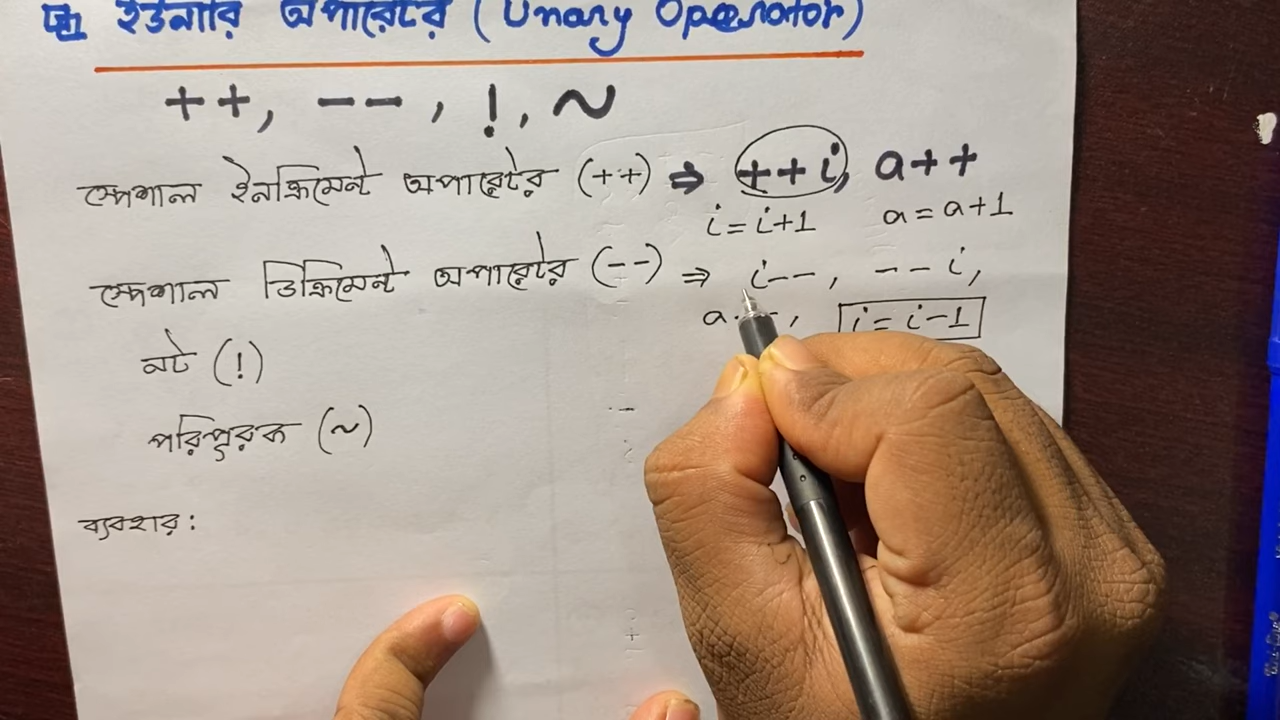 ইউনারি অপারেটর (Unary Operator)
++, --, !, ~
স্পেশাল ইনক্রিমেন্ট অপারেটর (++) ⇒ ++i, a++
i=i+1 a=a+1
স্পেশাল ডিক্রিমেন্ট অপারেটর (--) ⇒ i--, --i,
i=i-1
নট (!)
পরিপূরক (~)
ব্যবহার: